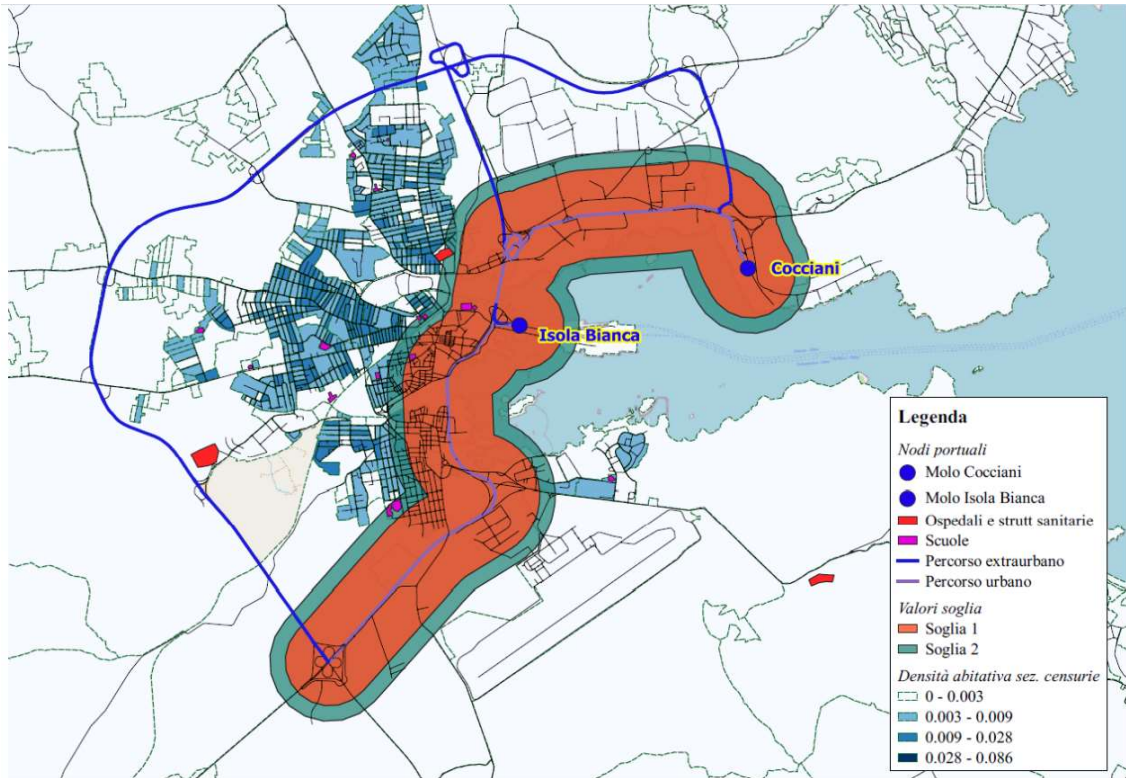 Cocciani
Isola Bianca
Legenda
Nodi portuali
Molo Cocciani
Molo Isola Bianca
Ospedali e strutt sanitarie
Scuole
Percorso extraurbano
Percorso urbano
Valori soglia
Soglia 1
Soglia 2
Densità abitativa sez. censurie
0 - 0.003
0.003 - 0.009
0.009 - 0.028
0.028 - 0.086